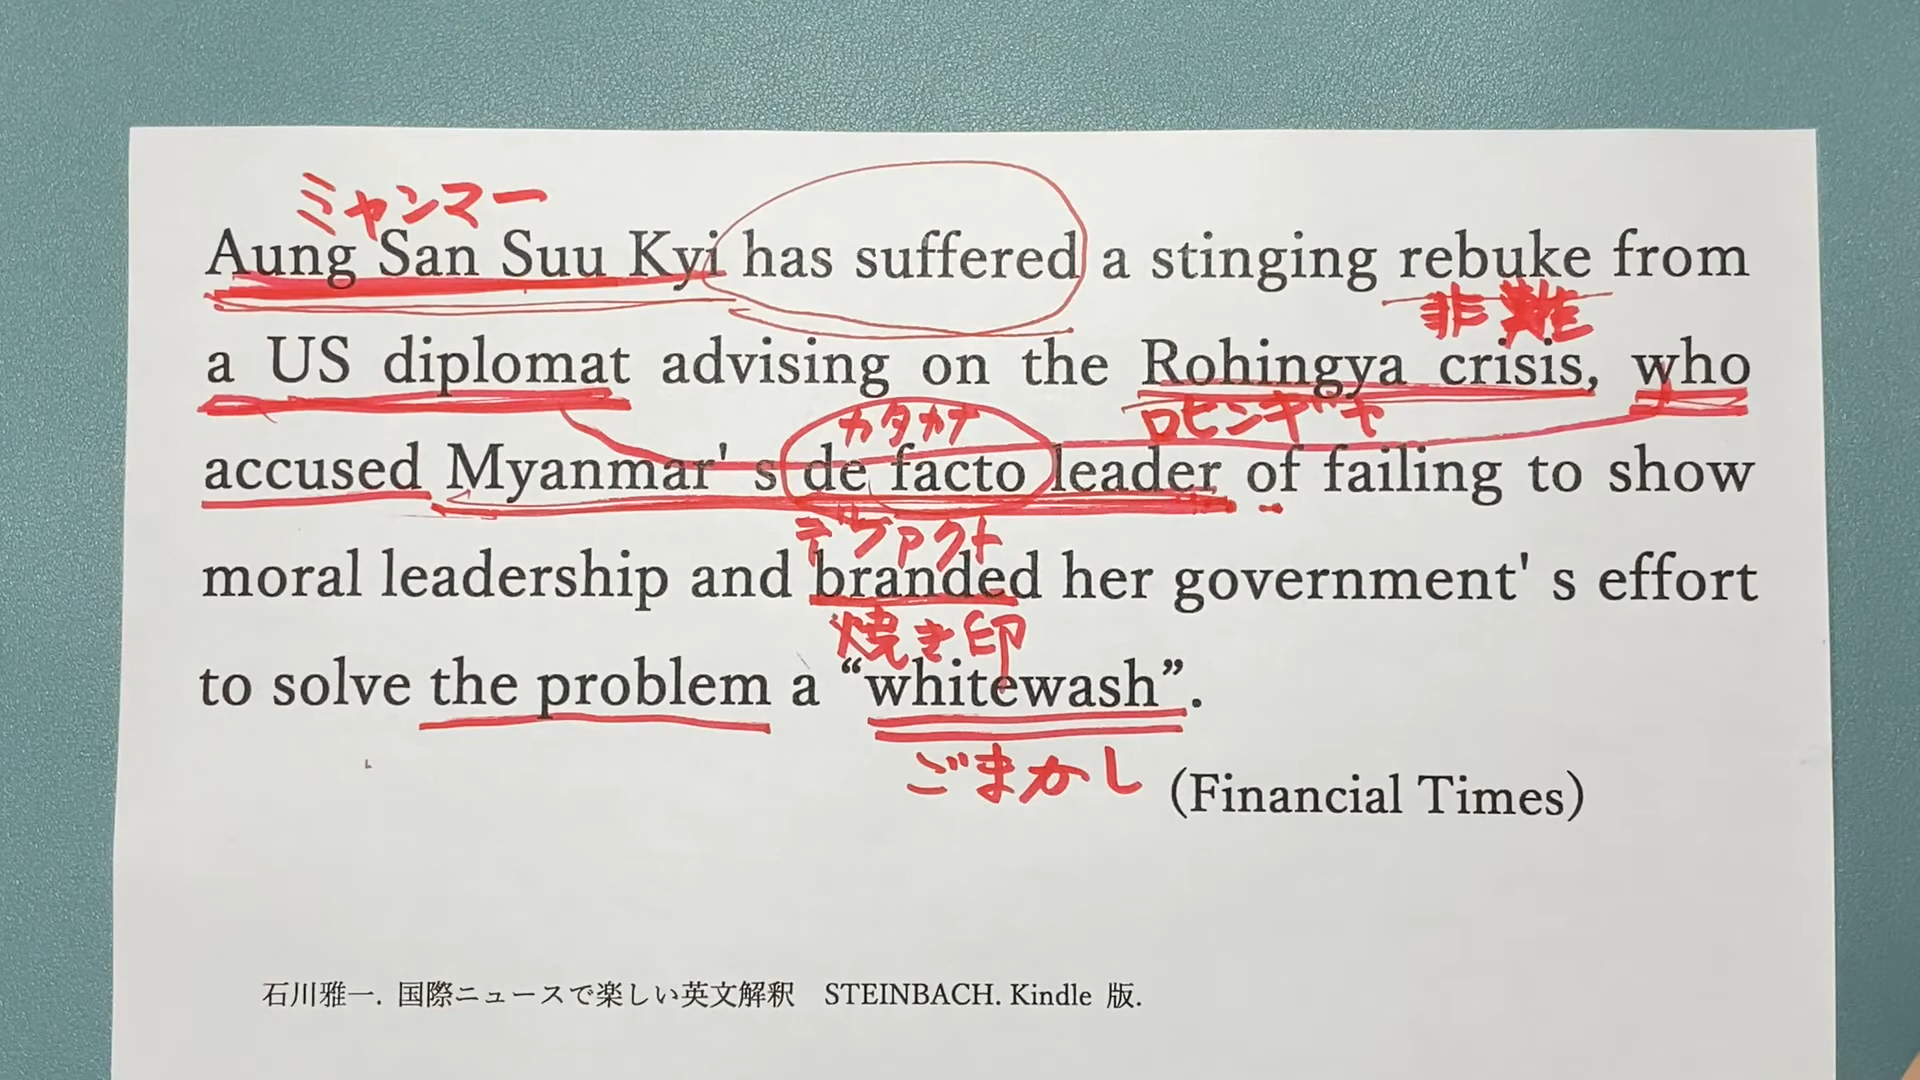 ミャンマー
Aung San Suu Kyi has suffered a stinging rebuke from
非難
a US diplomat advising on the Rohingya crisis, who
カタカナ ロヒンギャ
accused Myanmar' s de facto leader of failing to show
デファクト
moral leadership and branded her government' s effort
焼き印
to solve the problem a “whitewash”.
ごまかし
(Financial Times)
石川雅一. 国際ニュースで楽しい英文解釈 STEINBACH. Kindle 版.